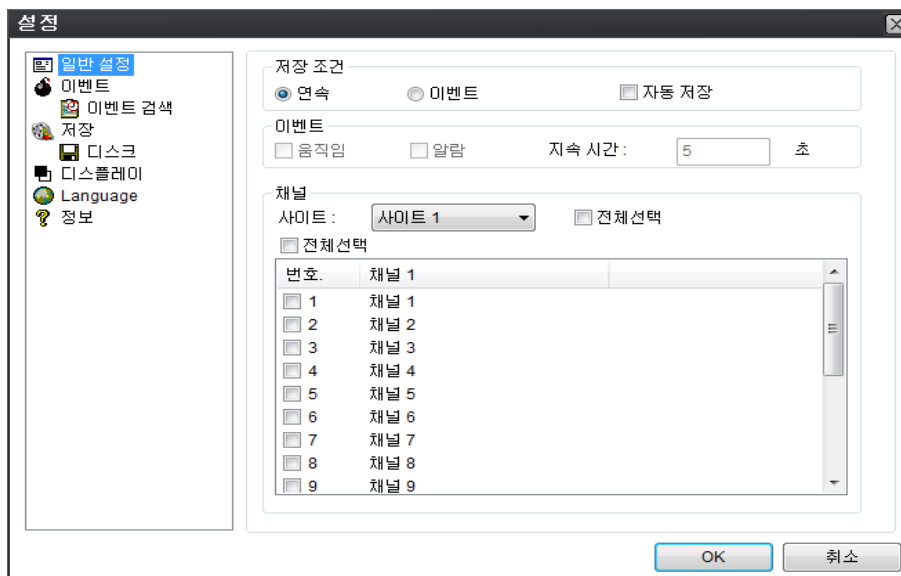 설정
일반 설정
이벤트
이벤트 검색
저장
디스크
디스플레이
Language
정보
저장 조건
연속 이벤트 자동 저장
이벤트
움직임 알람 지속 시간 : 5 초
채널
사이트 : 사이트 1 전체선택
전체선택
번호. 채널 1
1 채널 1
2 채널 2
3 채널 3
4 채널 4
5 채널 5
6 채널 6
7 채널 7
8 채널 8
9 채널 9
OK 취소